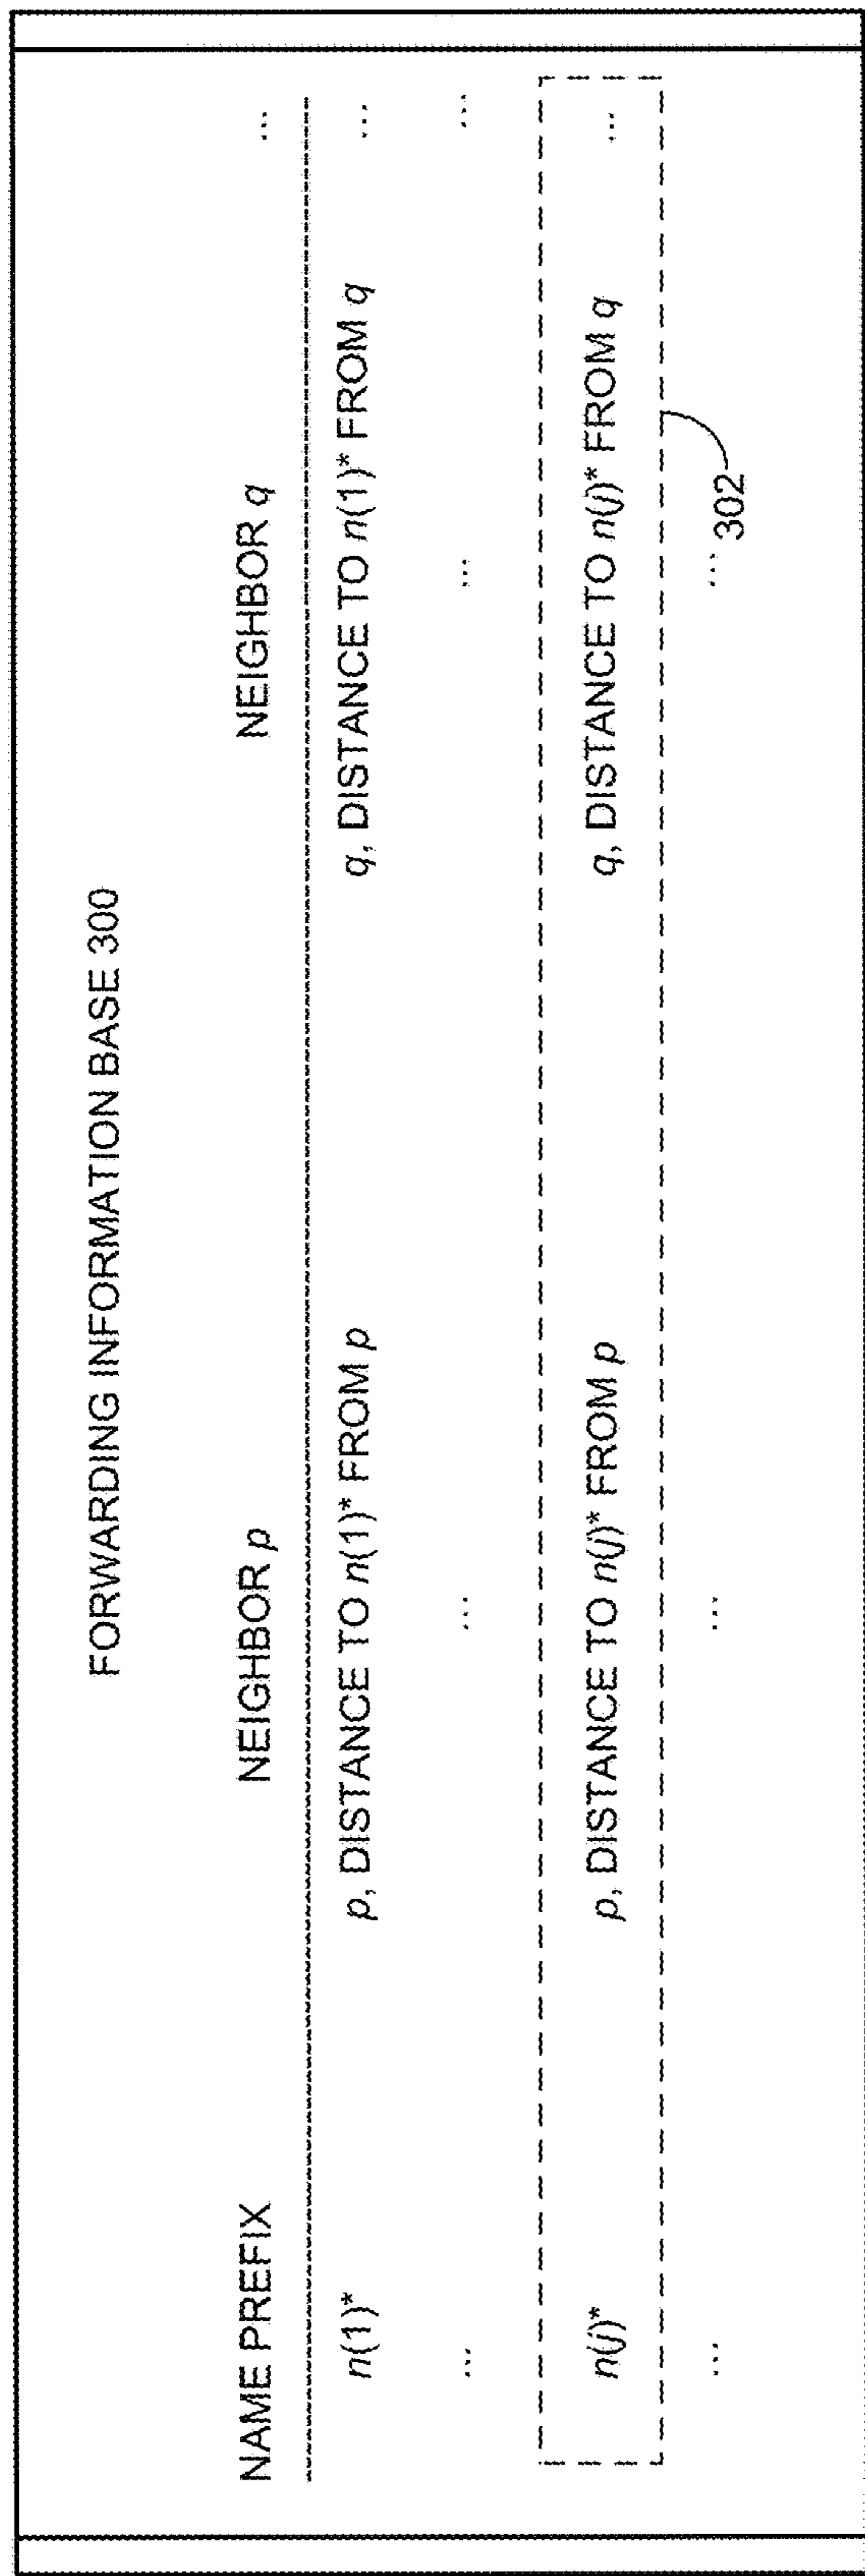 FORWARDING INFORMATION BASE 300
NAME PREFIX NEIGHBOR p NEIGHBOR q ...
n(1)* p, DISTANCE TO n(1)* FROM p q, DISTANCE TO n(1)* FROM q ...
... ... ... ...
n(j)* p, DISTANCE TO n(j)* FROM p q, DISTANCE TO n(j)* FROM q ...
... ... ...
302